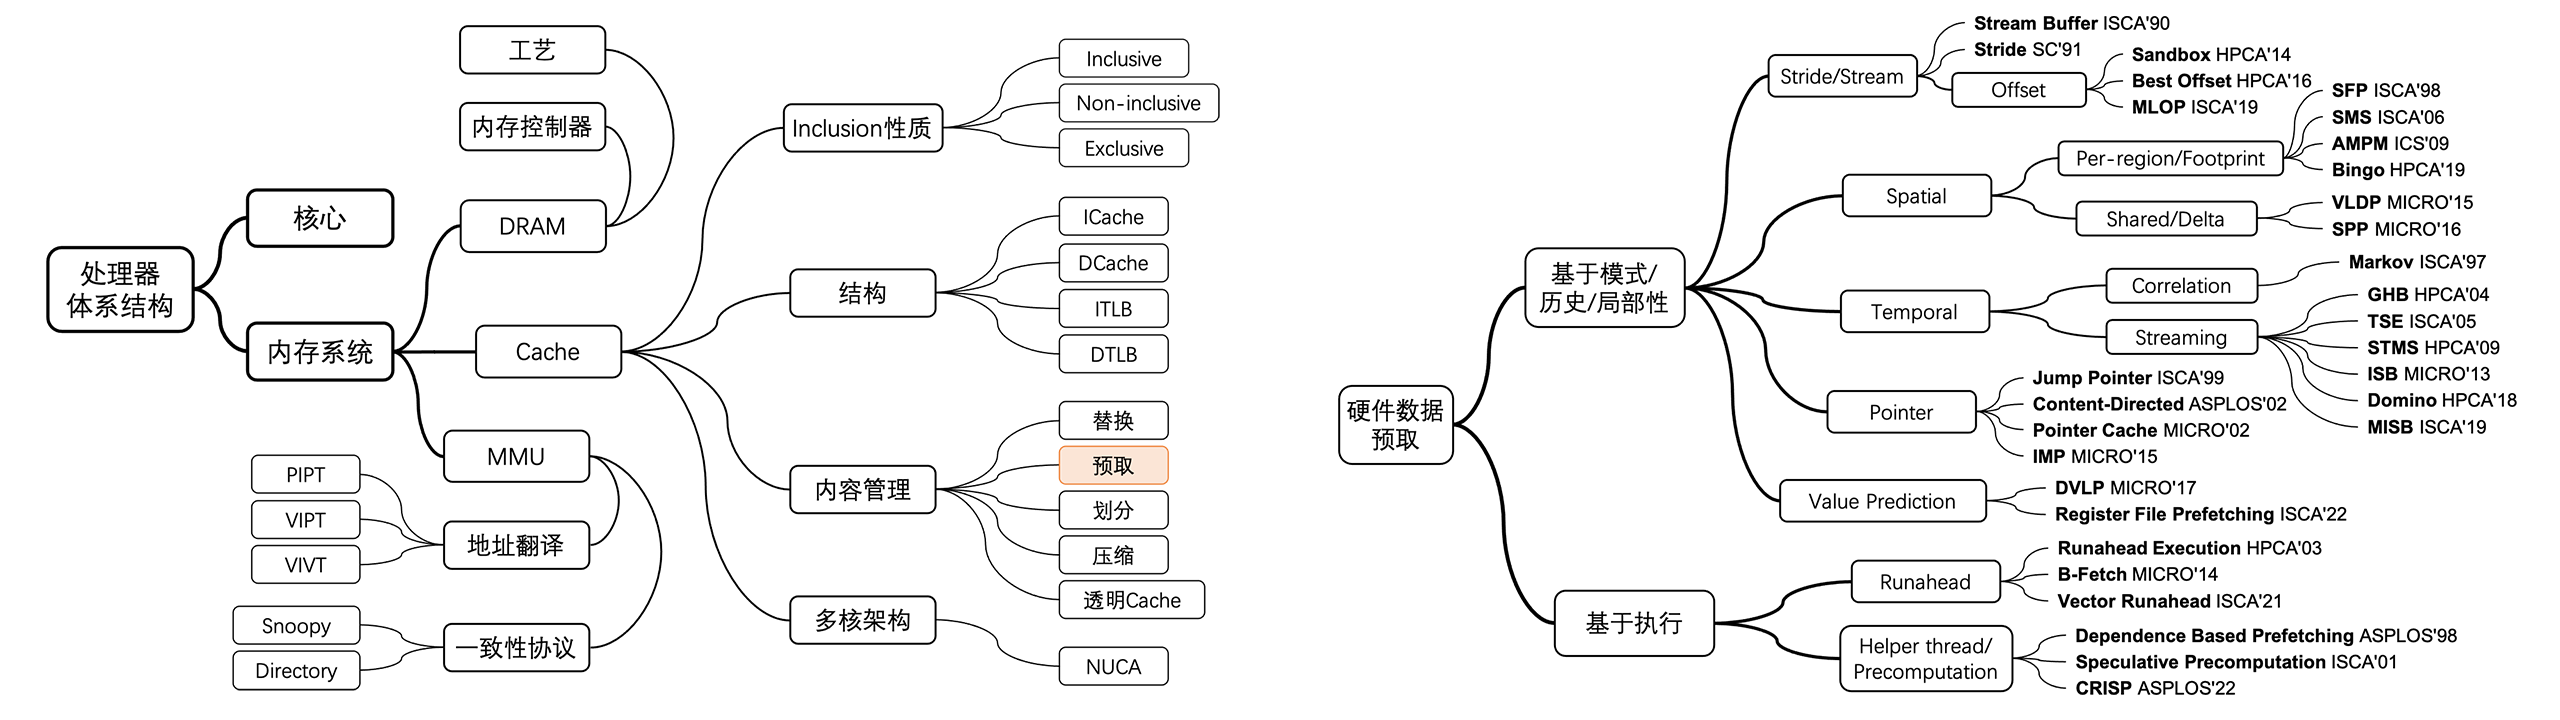 处理器
体系结构
核心
内存系统
工艺
内存控制器
DRAM
Cache
MMU
PIPT
VIPT
VIVT
地址翻译
Snoopy
Directory
一致性协议
Inclusion性质
Inclusive
Non-inclusive
Exclusive
结构
ICache
DCache
ITLB
DTLB
内容管理
替换
预取
划分
压缩
透明Cache
多核架构
NUCA
硬件数据
预取
基于模式/
历史/局部性
Stride/Stream
Stream Buffer ISCA'90
Stride SC'91
Offset
Sandbox HPCA'14
Best Offset HPCA'16
MLOP ISCA'19
Spatial
Per-region/Footprint
SFP ISCA'98
SMS ISCA'06
AMPM ICS'09
Bingo HPCA'19
Shared/Delta
VLDP MICRO'15
SPP MICRO'16
Temporal
Correlation
Markov ISCA'97
Streaming
GHB HPCA'04
TSE ISCA'05
STMS HPCA'09
ISB MICRO'13
Domino HPCA'18
MISB ISCA'19
Pointer
Jump Pointer ISCA'99
Content-Directed ASPLOS'02
Pointer Cache MICRO'02
IMP MICRO'15
Value Prediction
DVLP MICRO'17
Register File Prefetching ISCA'22
基于执行
Runahead
Runahead Execution HPCA'03
B-Fetch MICRO'14
Vector Runahead ISCA'21
Helper thread/
Precomputation
Dependence Based Prefetching ASPLOS'98
Speculative Precomputation ISCA'01
CRISP ASPLOS'22